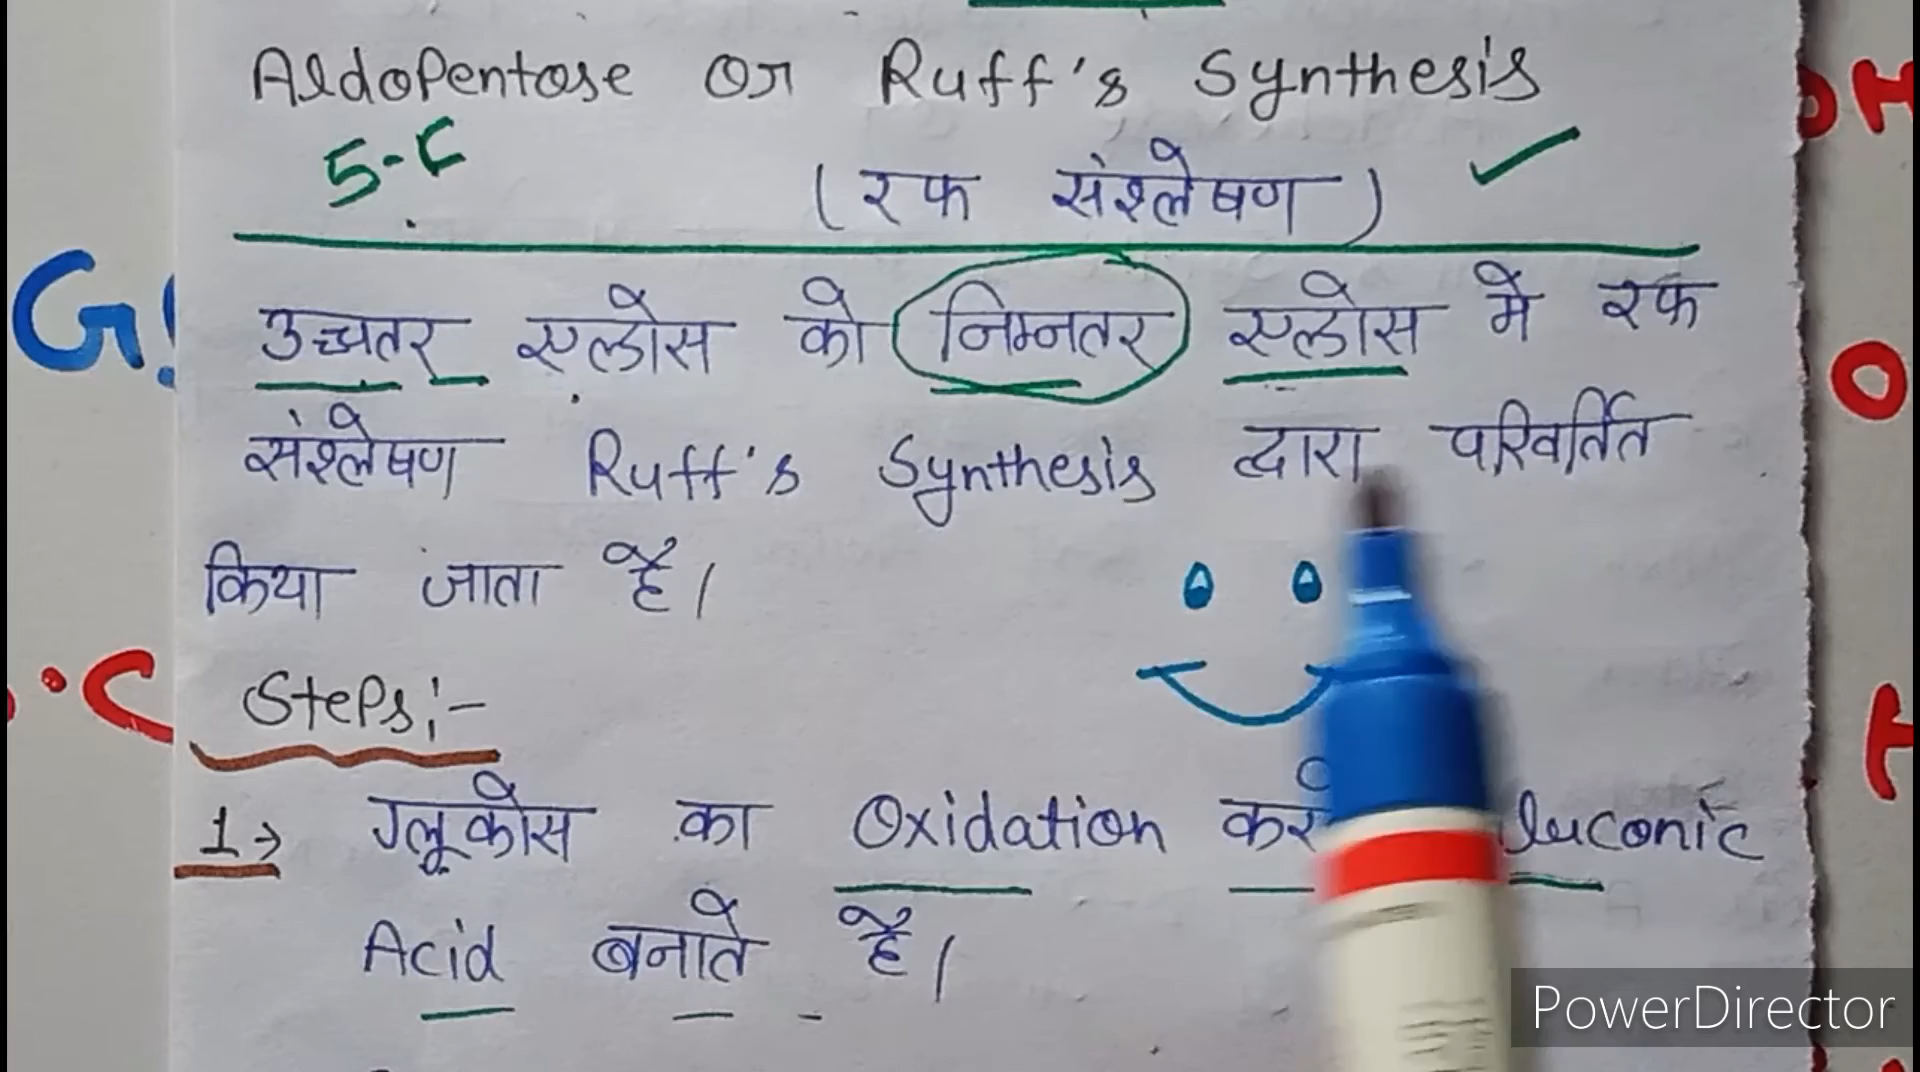 Aldopentose or Ruff's Synthesis
5-C
(रफ संश्लेषण)
उच्चतर एल्डोस को निम्नतर एल्डोस मे रफ
संश्लेषण Ruff's Synthesis द्वारा परिवर्तित
किया जाता है।
Steps:-
1→ ग्लूकोस का Oxidation
Acid बनाते है।
PowerDirector